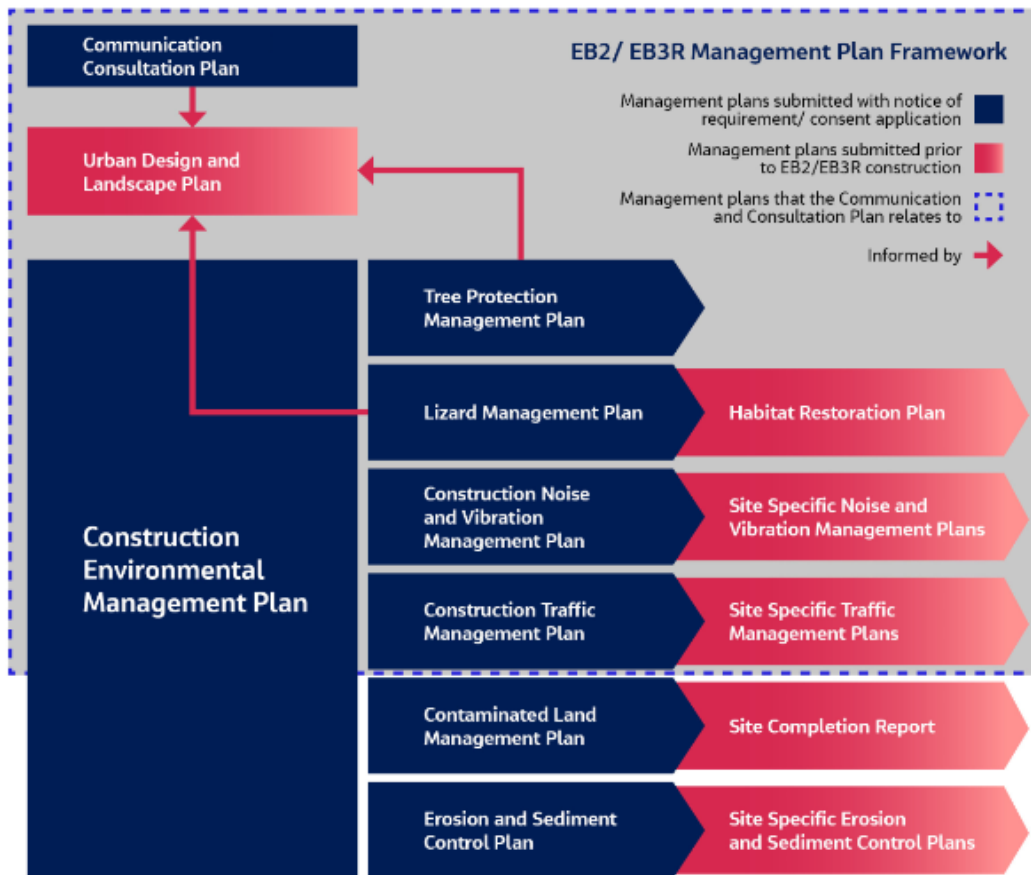 Communication
Consultation Plan
EB2/ EB3R Management Plan Framework
Management plans submitted with notice of
requirement/ consent application
Management plans submitted prior
to EB2/EB3R construction
Management plans that the Communication
and Consultation Plan relates to
Informed by
Urban Design and
Landscape Plan
Construction
Environmental
Management Plan
Tree Protection
Management Plan
Lizard Management Plan
Habitat Restoration Plan
Construction Noise
and Vibration
Management Plan
Site Specific Noise and
Vibration Management Plans
Construction Traffic
Management Plan
Site Specific Traffic
Management Plans
Contaminated Land
Management Plan
Site Completion Report
Erosion and Sediment
Control Plan
Site Specific Erosion
and Sediment Control Plans